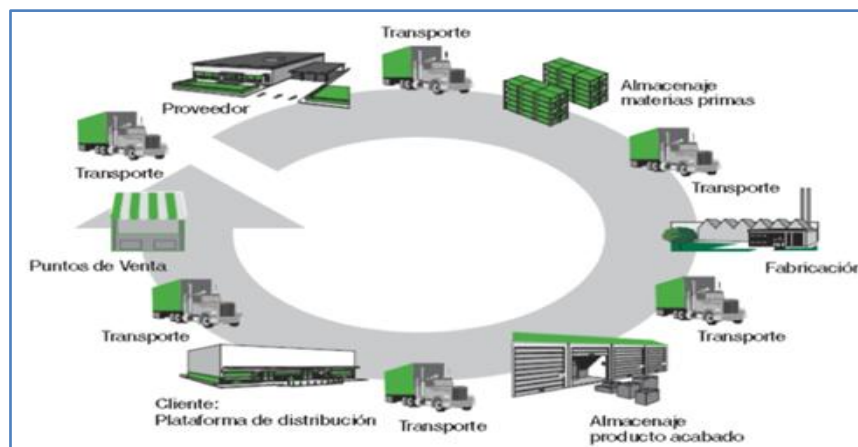 Transporte
Proveedor
Almacenaje
materias primas
Transporte
Transporte
Puntos de Venta
Fabricación
Transporte
Transporte
Cliente:
Plataforma de distribución
Transporte
Almacenaje
producto acabado